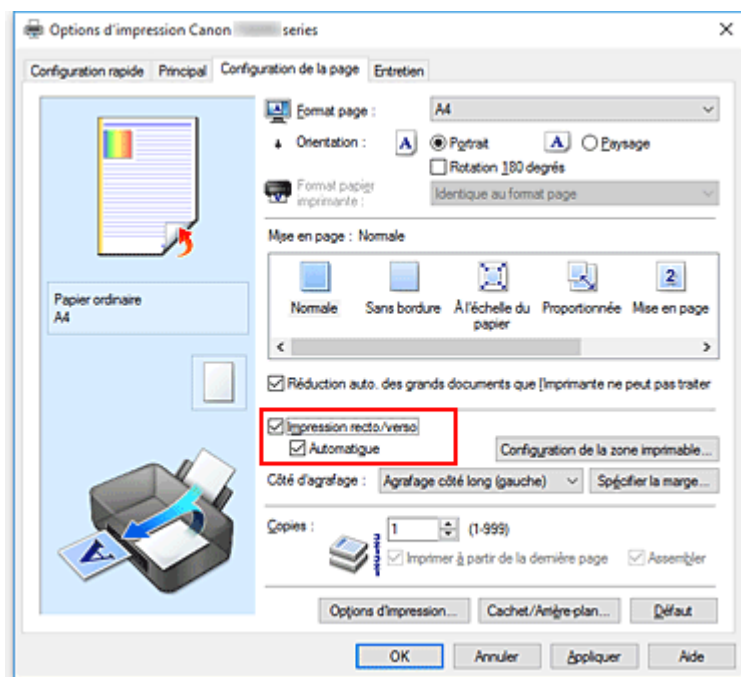 Options d'impression Canon series
Configuration rapide Principal Configuration de la page Entretien
Format page : A4
Orientation : A Portrait A Paysage
Rotation 180 degrés
Format papier imprimante : Identique au format page
Mise en page : Normale
Normale Sans bordure À l'échelle du papier Proportionnée 2 Mise en page
Papier ordinaire
A4
Réduction auto. des grands documents que l'imprimante ne peut pas traiter
Impression recto/verso
Automatique Configuration de la zone imprimable...
Côté d'agrafage : Agrafage côté long (gauche) Spécifier la marge...
Copies : 1 (1-999)
Imprimer à partir de la dernière page Assembler
A
Options d'impression... Cachet/Arrière-plan... Défaut
OK Annuler Appliquer Aide